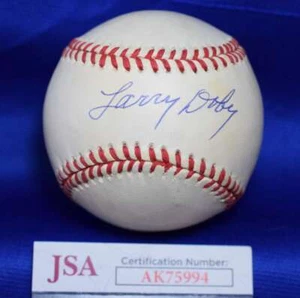 Larry Doby
JSA
Certification Number:
AK75994